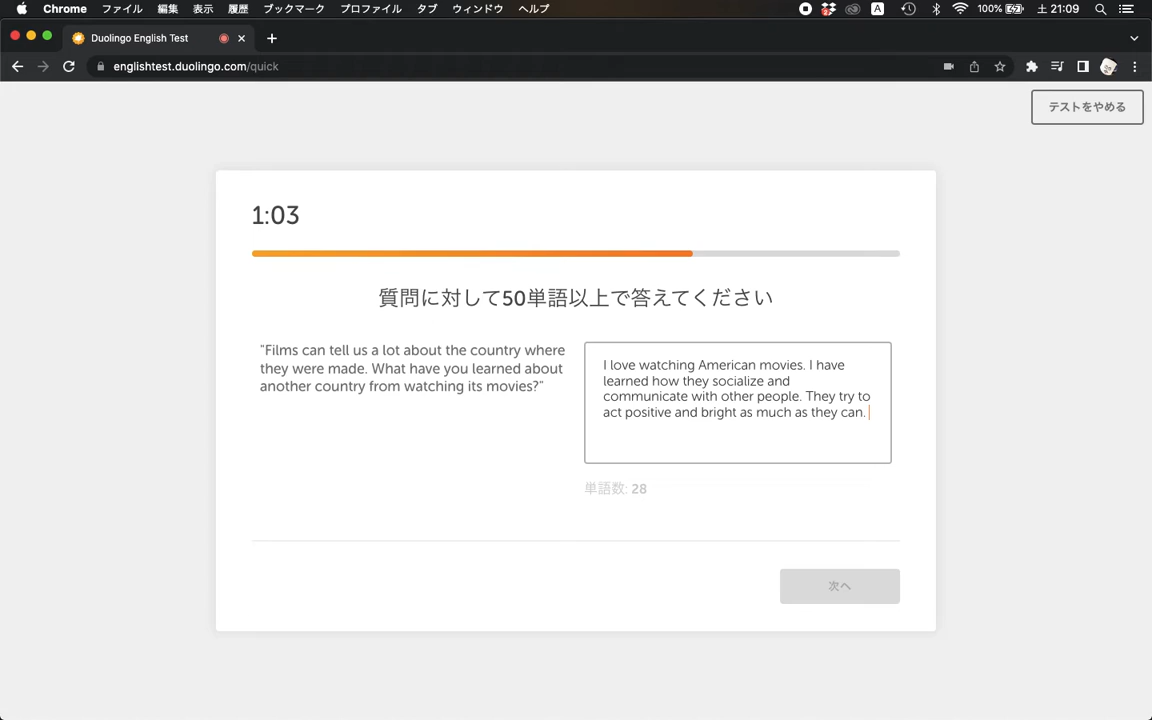 Chrome ファイル 編集 表示 履歴 ブックマーク プロファイル タブ ウィンドウ ヘルプ A 100% 土 21:09
Duolingo English Test
englishtest.duolingo.com/quick
テストをやめる
1:03
質問に対して50単語以上で答えてください
"Films can tell us a lot about the country where
they were made. What have you learned about
another country from watching its movies?"
I love watching American movies. I have
learned how they socialize and
communicate with other people. They try to
act positive and bright as much as they can.
単語数: 28
次へ